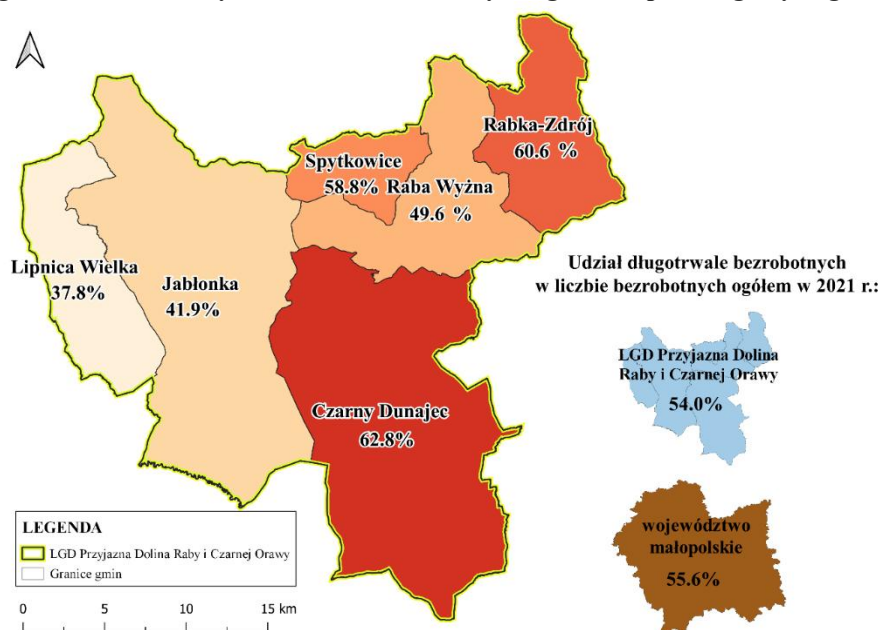 Rabka-Zdrój
60.6 %
Spytkowice
58.8%
Raba Wyżna
49.6 %
Lipnica Wielka
37.8%
Jabłonka
41.9%
Czarny Dunajec
62.8%
Udział długotrwale bezrobotnych
w liczbie bezrobotnych ogółem w 2021 r.:
LGD Przyjazna Dolina
Raby i Czarnej Orawy
54.0%
województwo
małopolskie
55.6%
LEGENDA
LGD Przyjazna Dolina Raby i Czarnej Orawy
Granice gmin
0 5 10 15 km